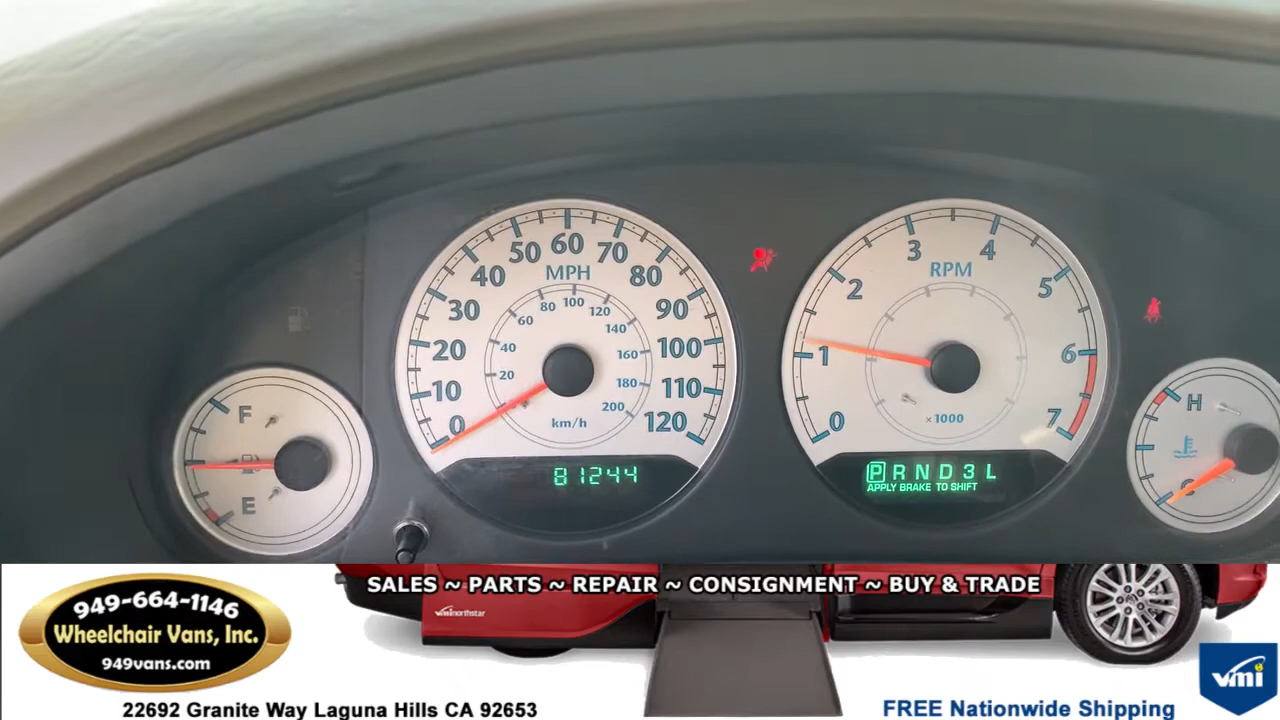 50 60 70
40 MPH 80
30 90
20 100
10 110
0 120
80 100 120
60 140
40 160
20 180
200
km/h
81244
3 4
2 RPM 5
1 6
0 7
×1000
P R N D 3 L
APPLY BRAKE TO SHIFT
F
E
H
C
SALES ~ PARTS ~ REPAIR ~ CONSIGNMENT ~ BUY & TRADE
949-664-1146
Wheelchair Vans, Inc.
949vans.com
vmi northstar
vmi
22692 Granite Way Laguna Hills CA 92653
FREE Nationwide Shipping